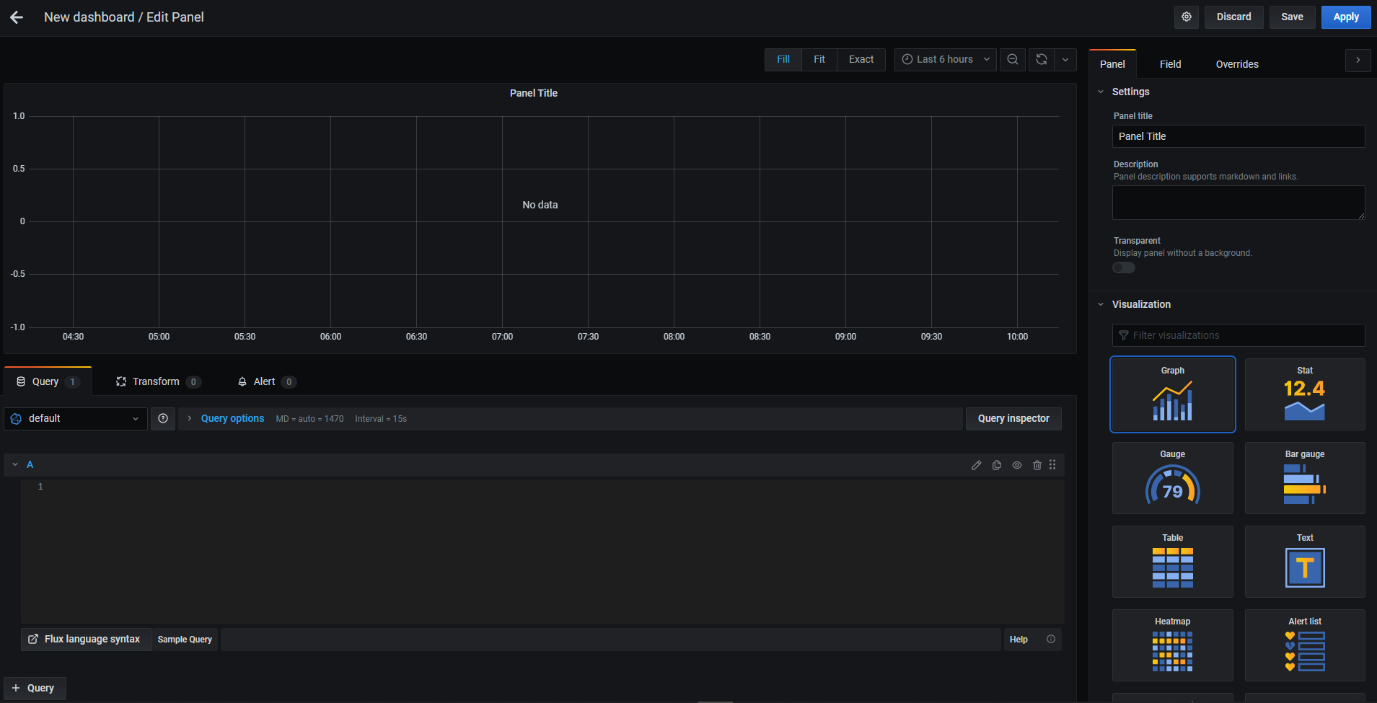 New dashboard / Edit Panel
Discard
Save
Apply
Fill
Fit
Exact
Last 6 hours
Panel
Field
Overrides
Panel Title
1.0
0.5
0
-0.5
-1.0
No data
04:30
05:00
05:30
06:00
06:30
07:00
07:30
08:00
08:30
09:00
09:30
10:00
Settings
Panel title
Panel Title
Description
Panel description supports markdown and links.
Transparent
Display panel without a background.
Visualization
Filter visualizations
Graph
Stat
12.4
Gauge
79
Bar gauge
Table
Text
T
Heatmap
Alert list
Query 1
Transform 0
Alert 0
default
Query options
MD = auto = 1470
Interval = 15s
Query inspector
A
1
Flux language syntax
Sample Query
Help
+ Query